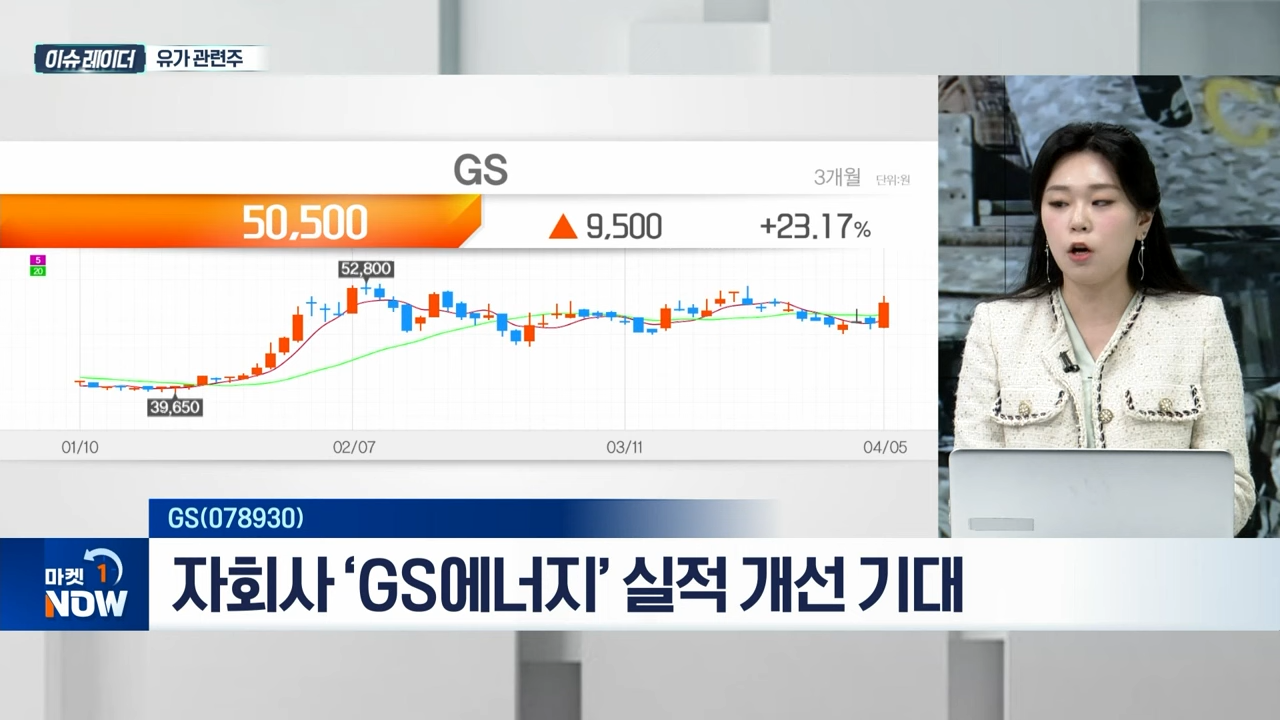 이슈 레이더 유가 관련주
GS
3개월 단위:원
50,500 ▲ 9,500 +23.17%
5
20
52,800
39,650
01/10 02/07 03/11 04/05
GS(078930)
마켓 1
NOW
자회사 ‘GS에너지’ 실적 개선 기대